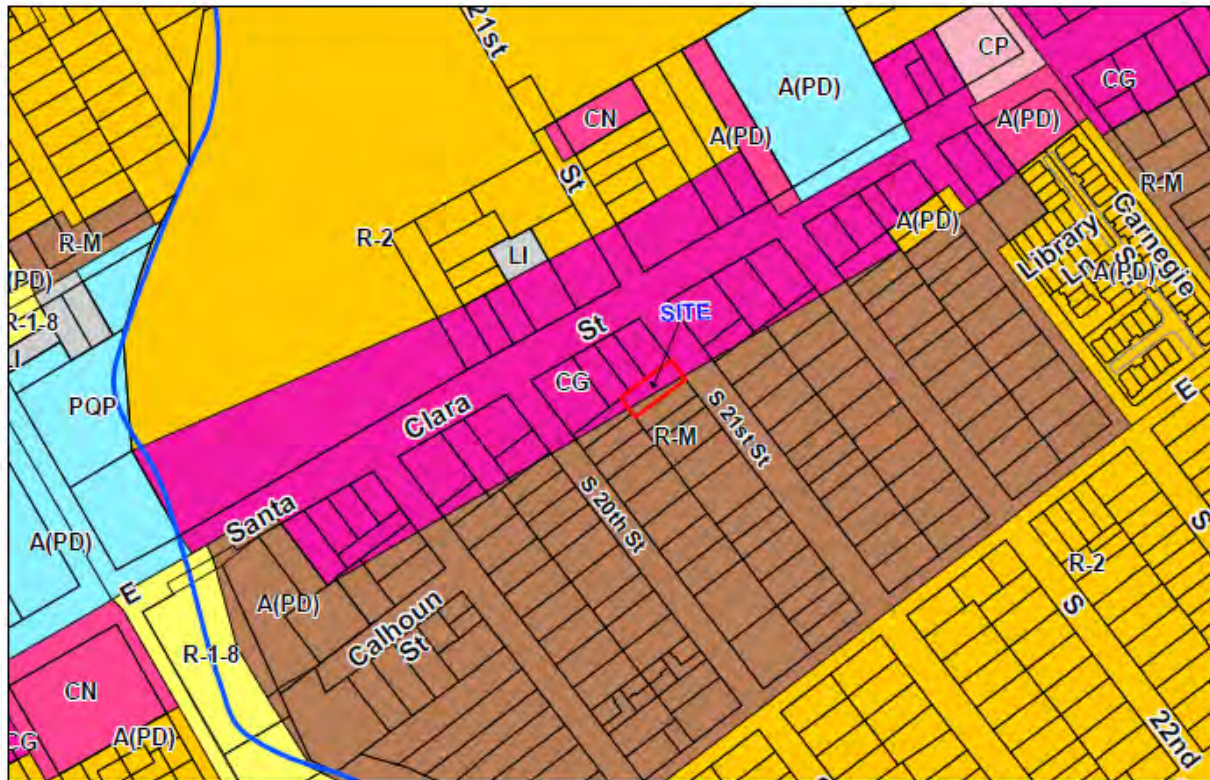 21st
St
CP
CG
A(PD)
CN
A(PD)
A(PD)
R-M
R-M
R-2
LI
A(PD)
Library
Ln
Carnegie
A(PD)
(PD)
R-1-8
LI
SITE
St
CG
PQP
Clara
R-M
S 21st St
E
Santa
S 20th St
A(PD)
E
A(PD)
Calhoun
St
R-1-8
R-2
S
S
22nd
CN
A(PD)
CG